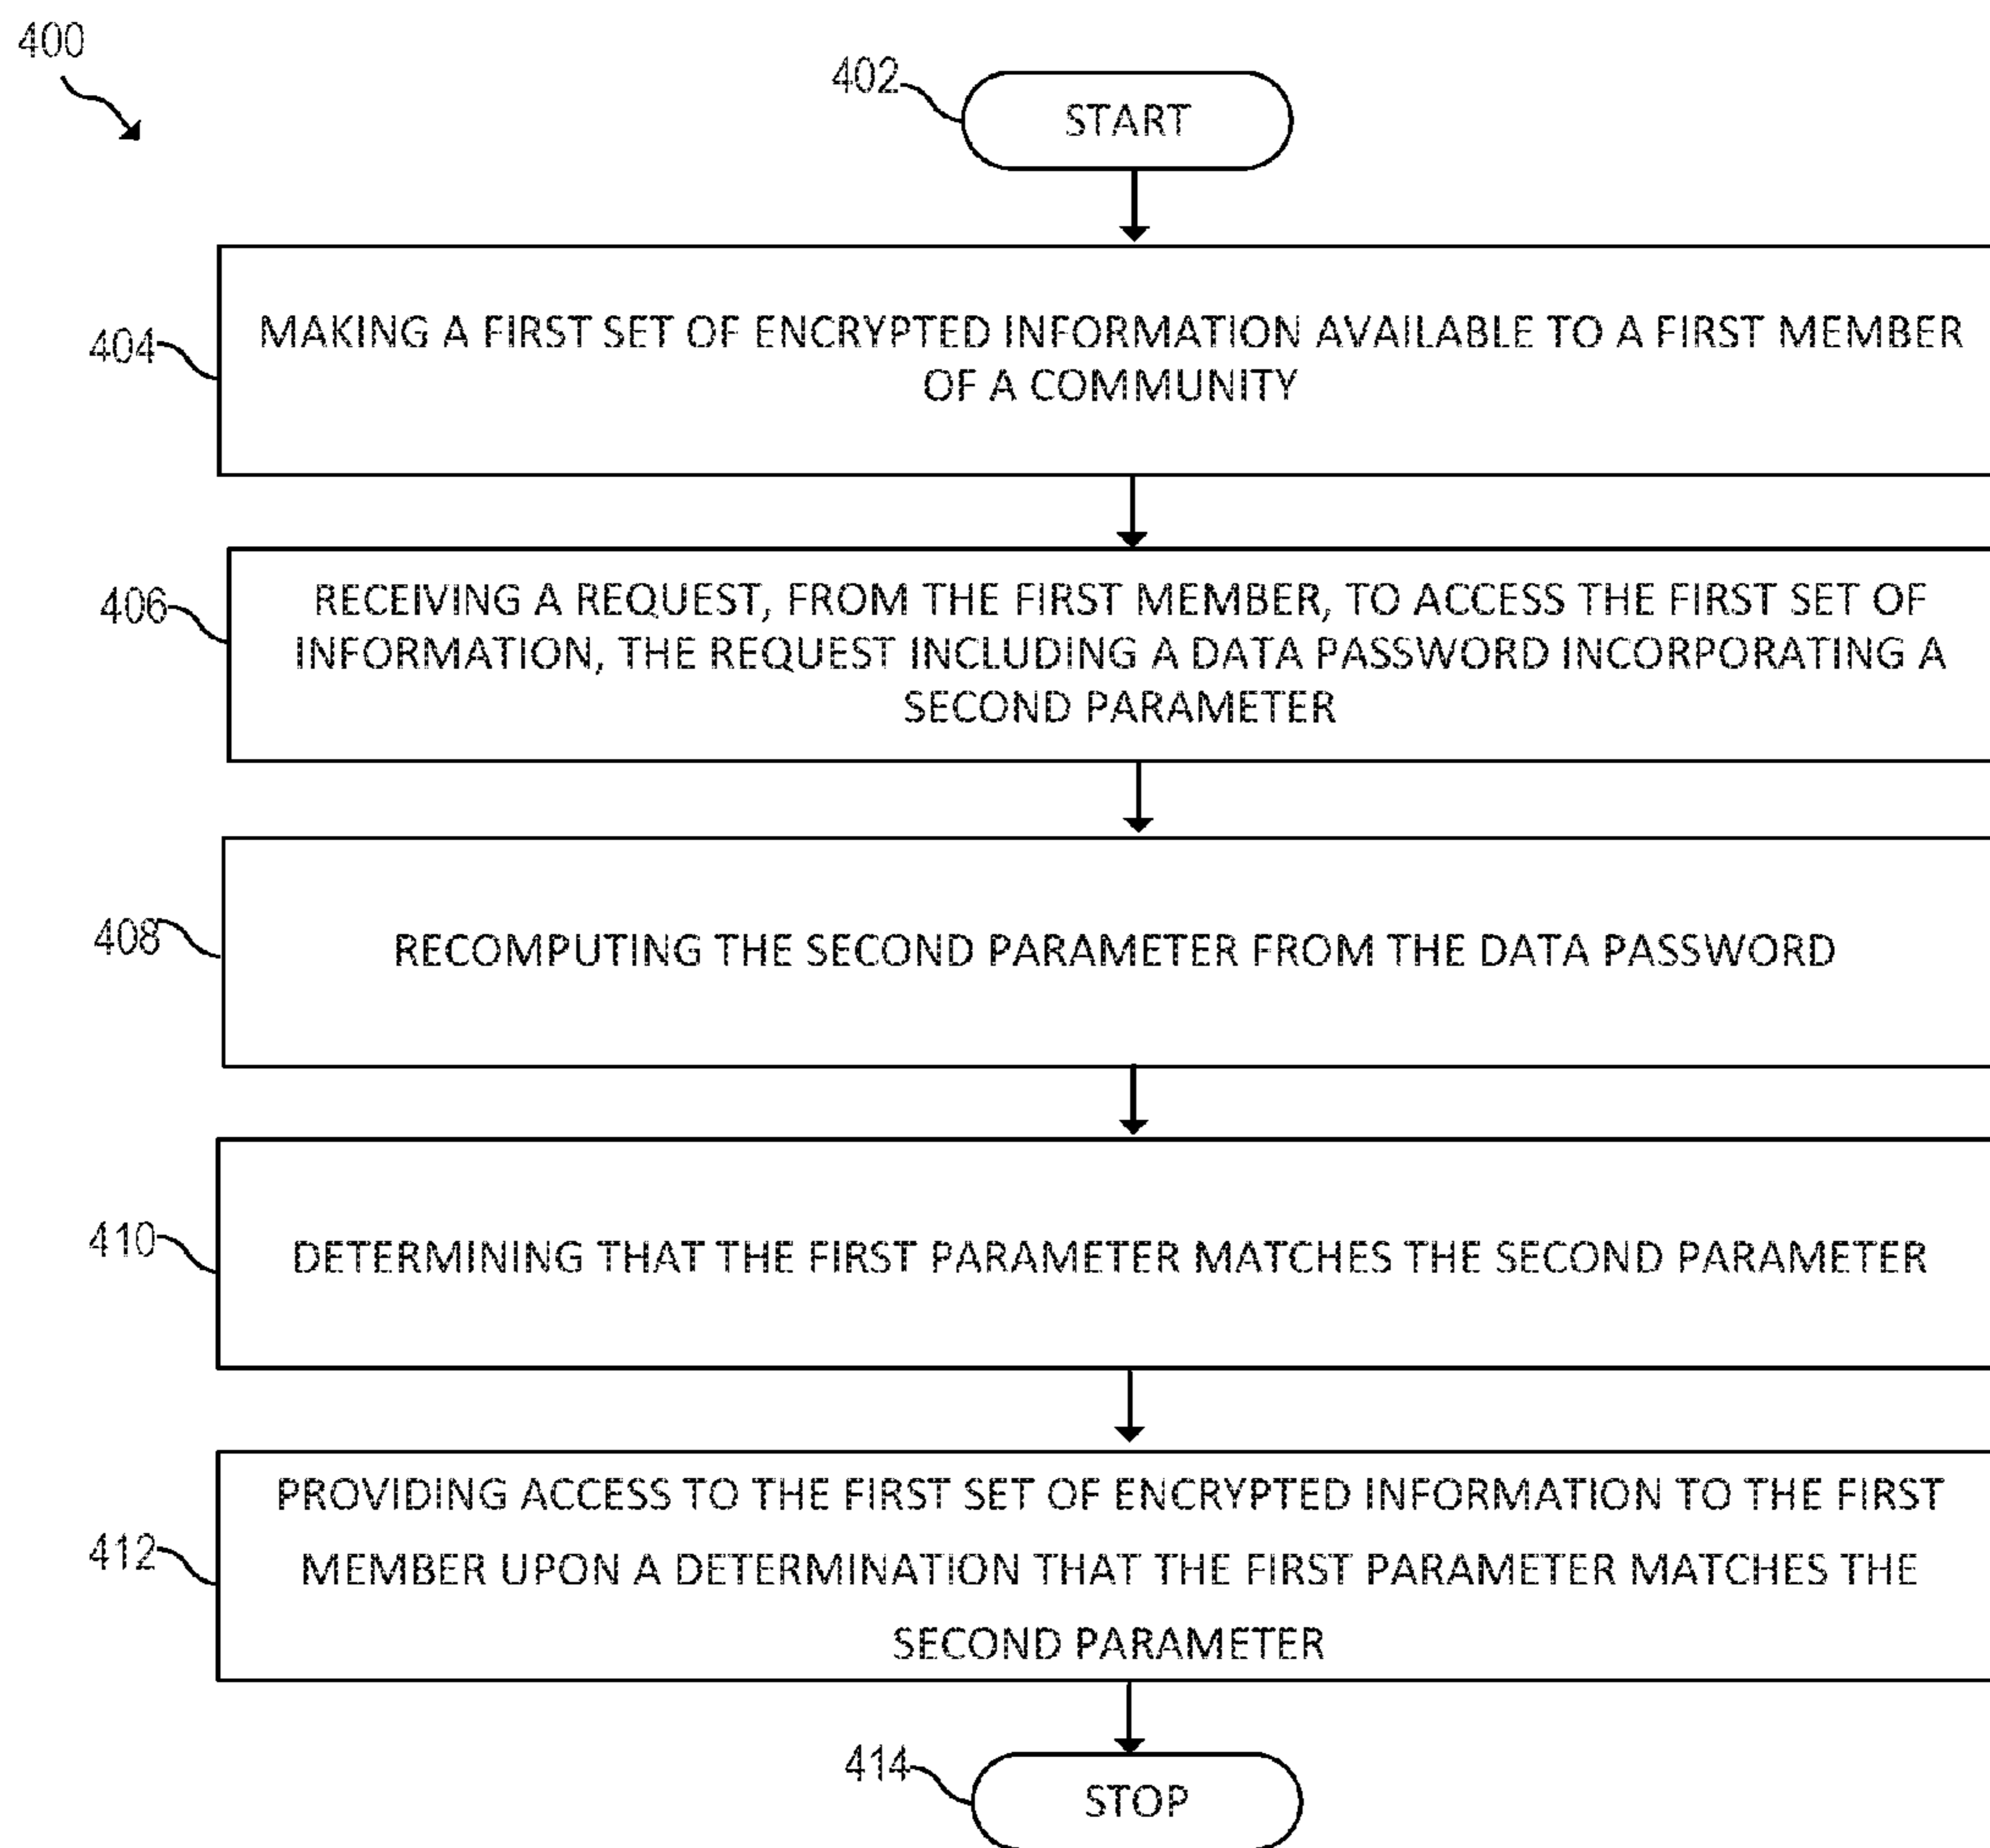 400
402
START
404
MAKING A FIRST SET OF ENCRYPTED INFORMATION AVAILABLE TO A FIRST MEMBER
OF A COMMUNITY
406
RECEIVING A REQUEST, FROM THE FIRST MEMBER, TO ACCESS THE FIRST SET OF
INFORMATION, THE REQUEST INCLUDING A DATA PASSWORD INCORPORATING A
SECOND PARAMETER
408
RECOMPUTING THE SECOND PARAMETER FROM THE DATA PASSWORD
410
DETERMINING THAT THE FIRST PARAMETER MATCHES THE SECOND PARAMETER
412
PROVIDING ACCESS TO THE FIRST SET OF ENCRYPTED INFORMATION TO THE FIRST
MEMBER UPON A DETERMINATION THAT THE FIRST PARAMETER MATCHES THE
SECOND PARAMETER
414
STOP